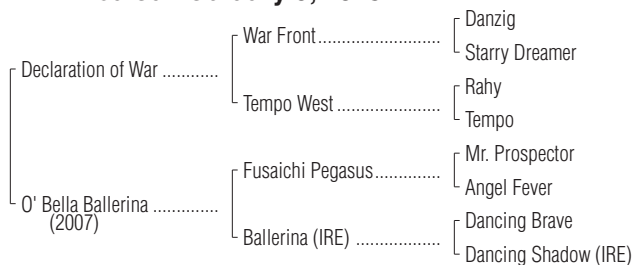 War Front
Danzig
Starry Dreamer
Declaration of War
Tempo West
Rahy
Tempo
O' Bella Ballerina
(2007)
Fusaichi Pegasus
Mr. Prospector
Angel Fever
Ballerina (IRE)
Dancing Brave
Dancing Shadow (IRE)